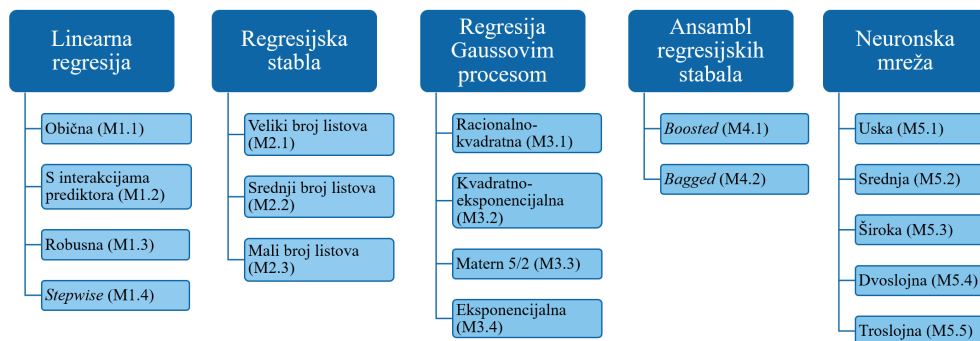 Linearna
regresija
Obična (M1.1)
S interakcijama
prediktora (M1.2)
Robusna (M1.3)
Stepwise (M1.4)
Regresijska
stabla
Veliki broj listova
(M2.1)
Srednji broj listova
(M2.2)
Mali broj listova
(M2.3)
Regresija
Gaussovim
procesom
Racionalno-
kvadratna (M3.1)
Kvadratno-
eksponencijalna
(M3.2)
Matern 5/2 (M3.3)
Eksponencijalna
(M3.4)
Ansambl
regresijskih
stabala
Boosted (M4.1)
Bagged (M4.2)
Neuronska
mreža
Uska (M5.1)
Srednja (M5.2)
Široka (M5.3)
Dvoslojna (M5.4)
Troslojna (M5.5)